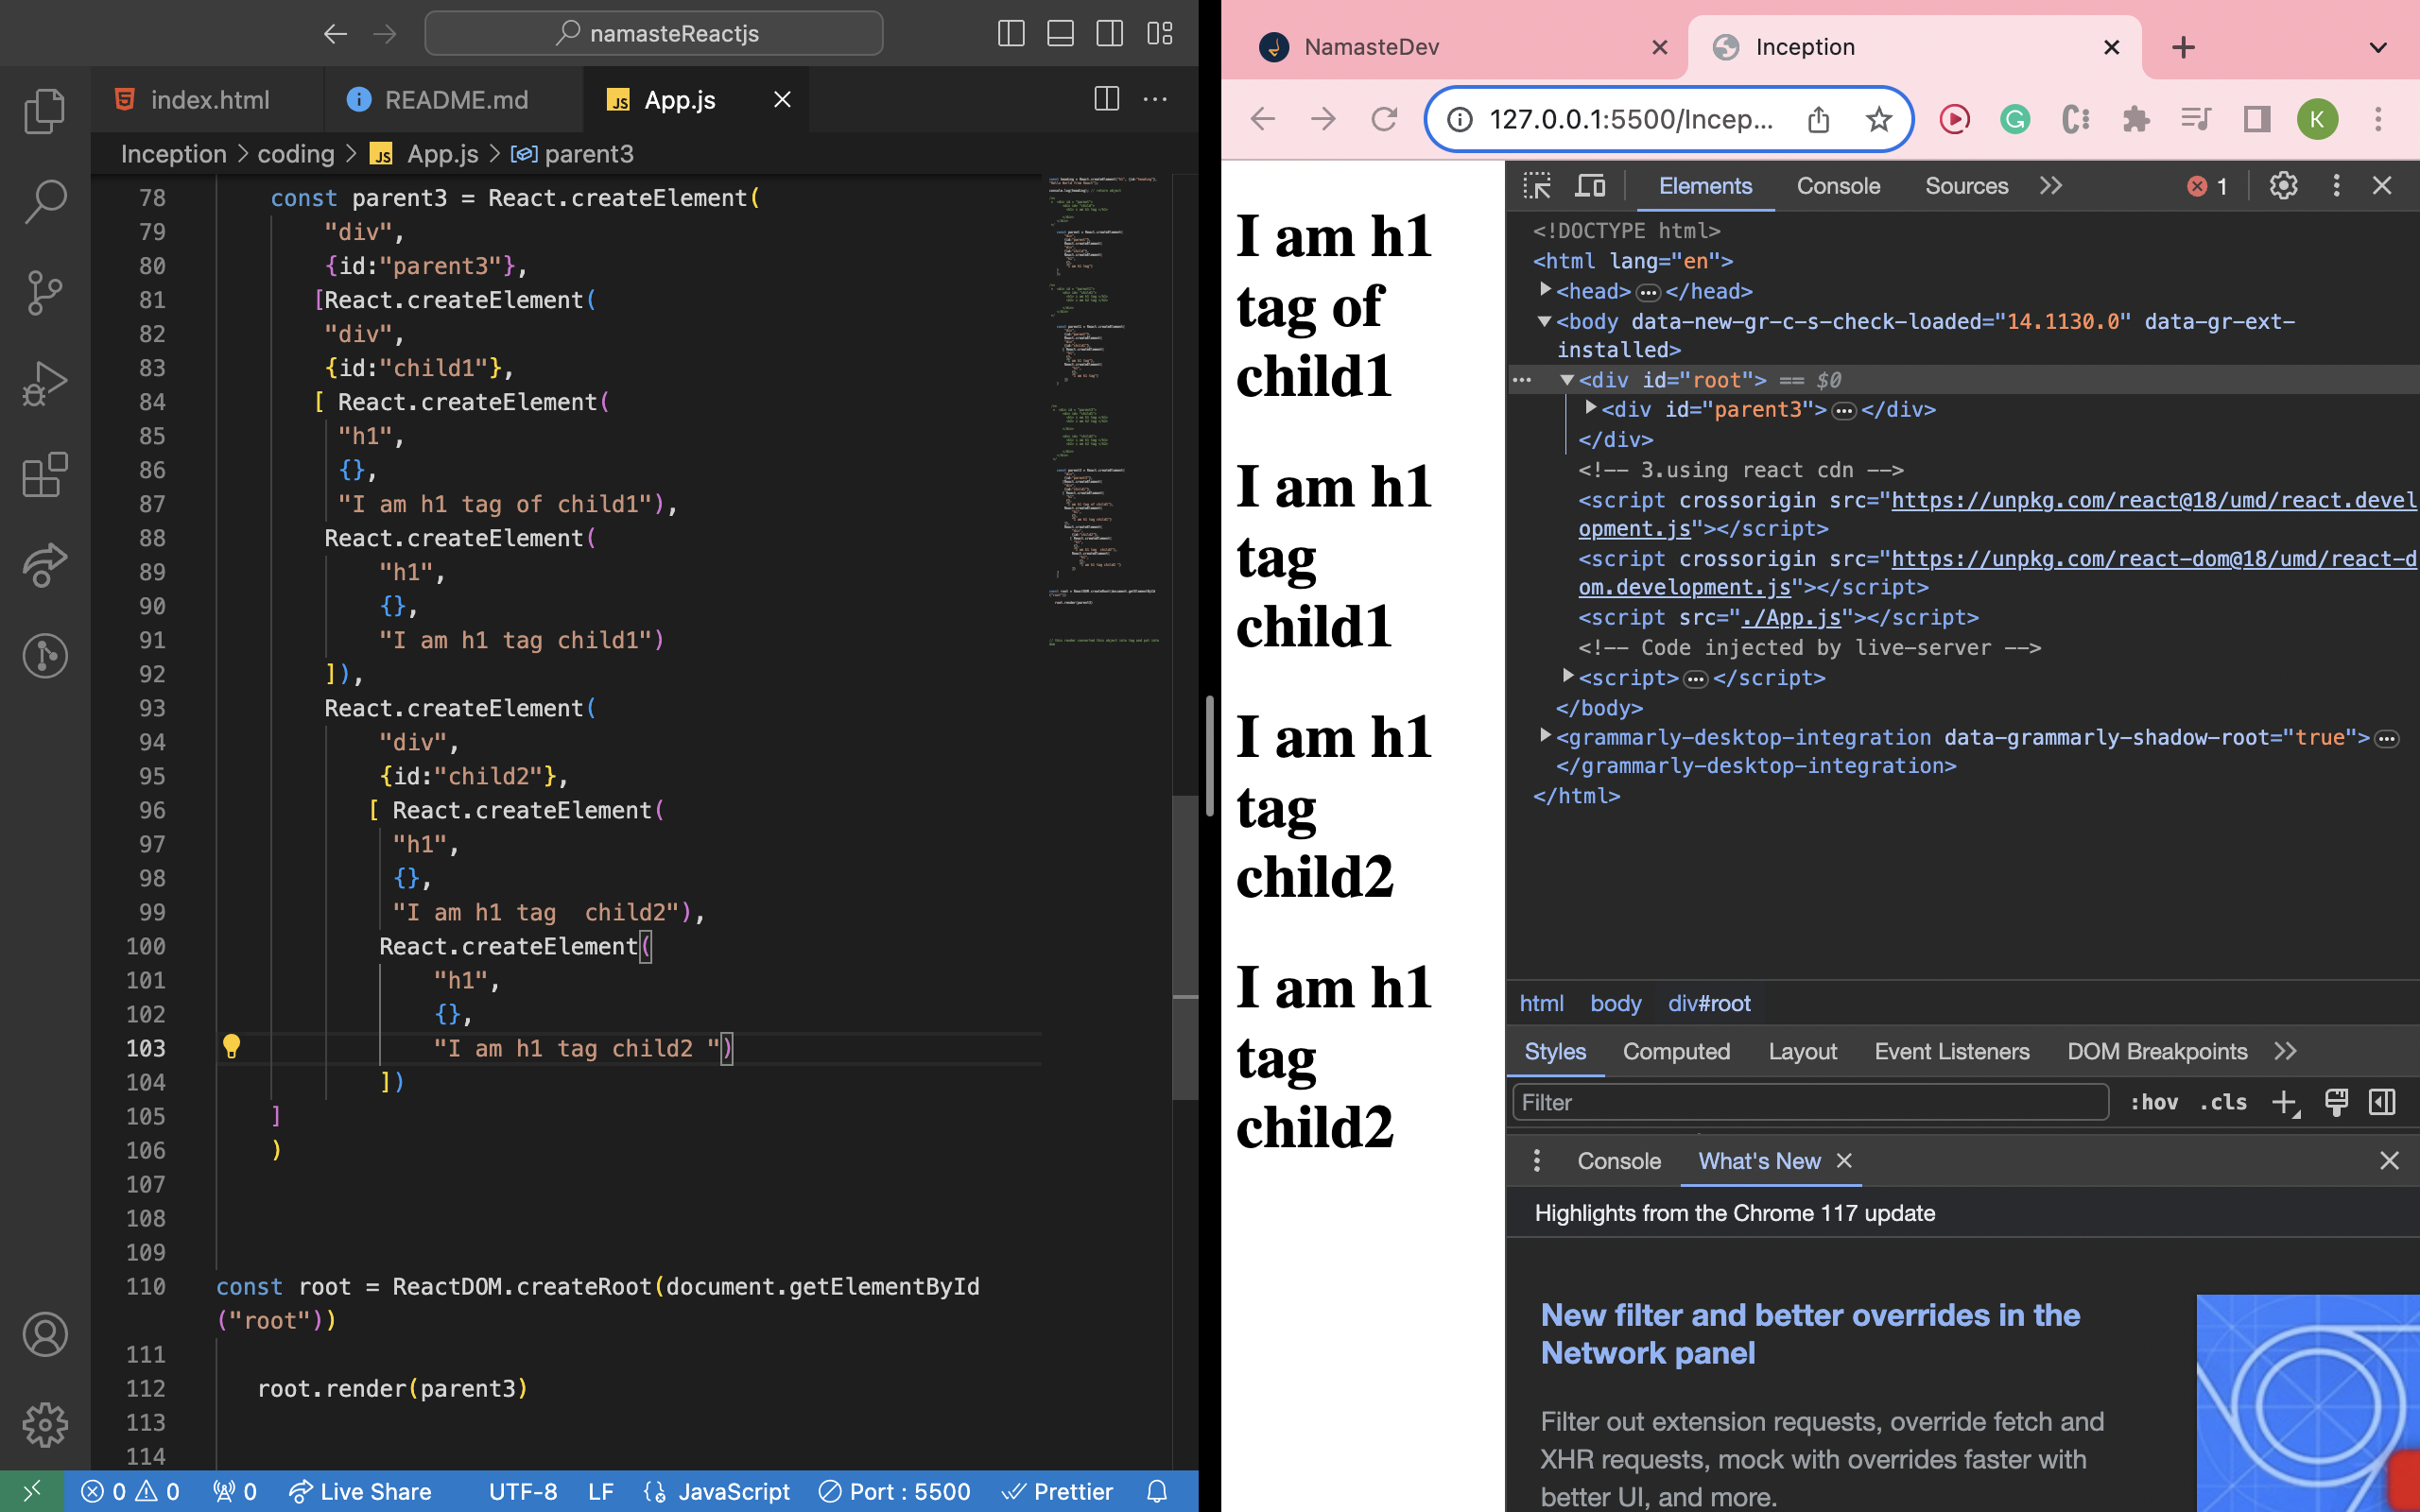 namasteReactjs
index.html
README.md
JS App.js
Inception > coding > JS App.js > parent3
78 const parent3 = React.createElement(
79 "div",
80 {id:"parent3"},
81 [React.createElement(
82 "div",
83 {id:"child1"},
84 [ React.createElement(
85 "h1",
86 {},
87 "I am h1 tag of child1"),
88 React.createElement(
89 "h1",
90 {},
91 "I am h1 tag child1")
92 ]),
93 React.createElement(
94 "div",
95 {id:"child2"},
96 [ React.createElement(
97 "h1",
98 {},
99 "I am h1 tag  child2"),
100 React.createElement(
101 "h1",
102 {},
103 "I am h1 tag child2 ")
104 ])
105 ]
106 )
107
108
109
110 const root = ReactDOM.createRoot(document.getElementById
("root"))
111
112 root.render(parent3)
113
114
0 0 0 Live Share UTF-8 LF JavaScript Port : 5500 Prettier
NamasteDev
Inception
127.0.0.1:5500/Incep...
K
I am h1
tag of
child1
I am h1
tag
child1
I am h1
tag
child2
I am h1
tag
child2
Elements Console Sources 1
<!DOCTYPE html>
<html lang="en">
<head>…</head>
<body data-new-gr-c-s-check-loaded="14.1130.0" data-gr-ext-
installed>
<div id="root"> == $0
<div id="parent3">…</div>
</div>
<!-- 3.using react cdn -->
<script crossorigin src="https://unpkg.com/react@18/umd/react.devel
opment.js"></script>
<script crossorigin src="https://unpkg.com/react-dom@18/umd/react-d
om.development.js"></script>
<script src="./App.js"></script>
<!-- Code injected by live-server -->
<script>…</script>
</body>
<grammarly-desktop-integration data-grammarly-shadow-root="true">…
</grammarly-desktop-integration>
</html>
html body div#root
Styles Computed Layout Event Listeners DOM Breakpoints
Filter :hov .cls
Console What's New
Highlights from the Chrome 117 update
New filter and better overrides in the
Network panel
Filter out extension requests, override fetch and
XHR requests, mock with overrides faster with
better UI, and more.